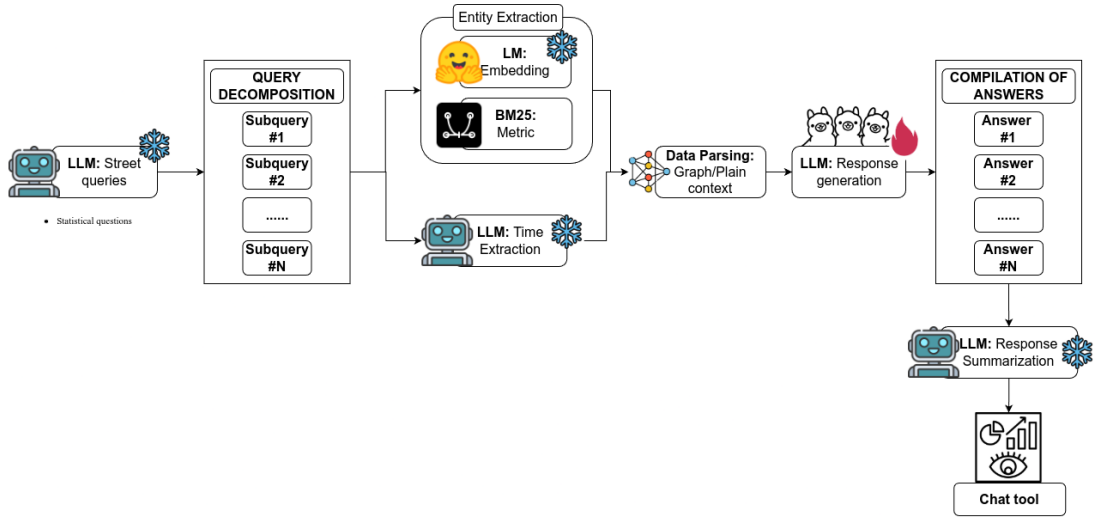 Entity Extraction
LM:
Embedding
BM25:
Metric
QUERY
DECOMPOSITION
Subquery
#1
Subquery
#2
......
Subquery
#N
LLM: Street
queries
Statistical questions
LLM: Time
Extraction
Data Parsing:
Graph/Plain
context
LLM: Response
generation
COMPILATION OF
ANSWERS
Answer
#1
Answer
#2
......
Answer
#N
LLM: Response
Summarization
Chat tool